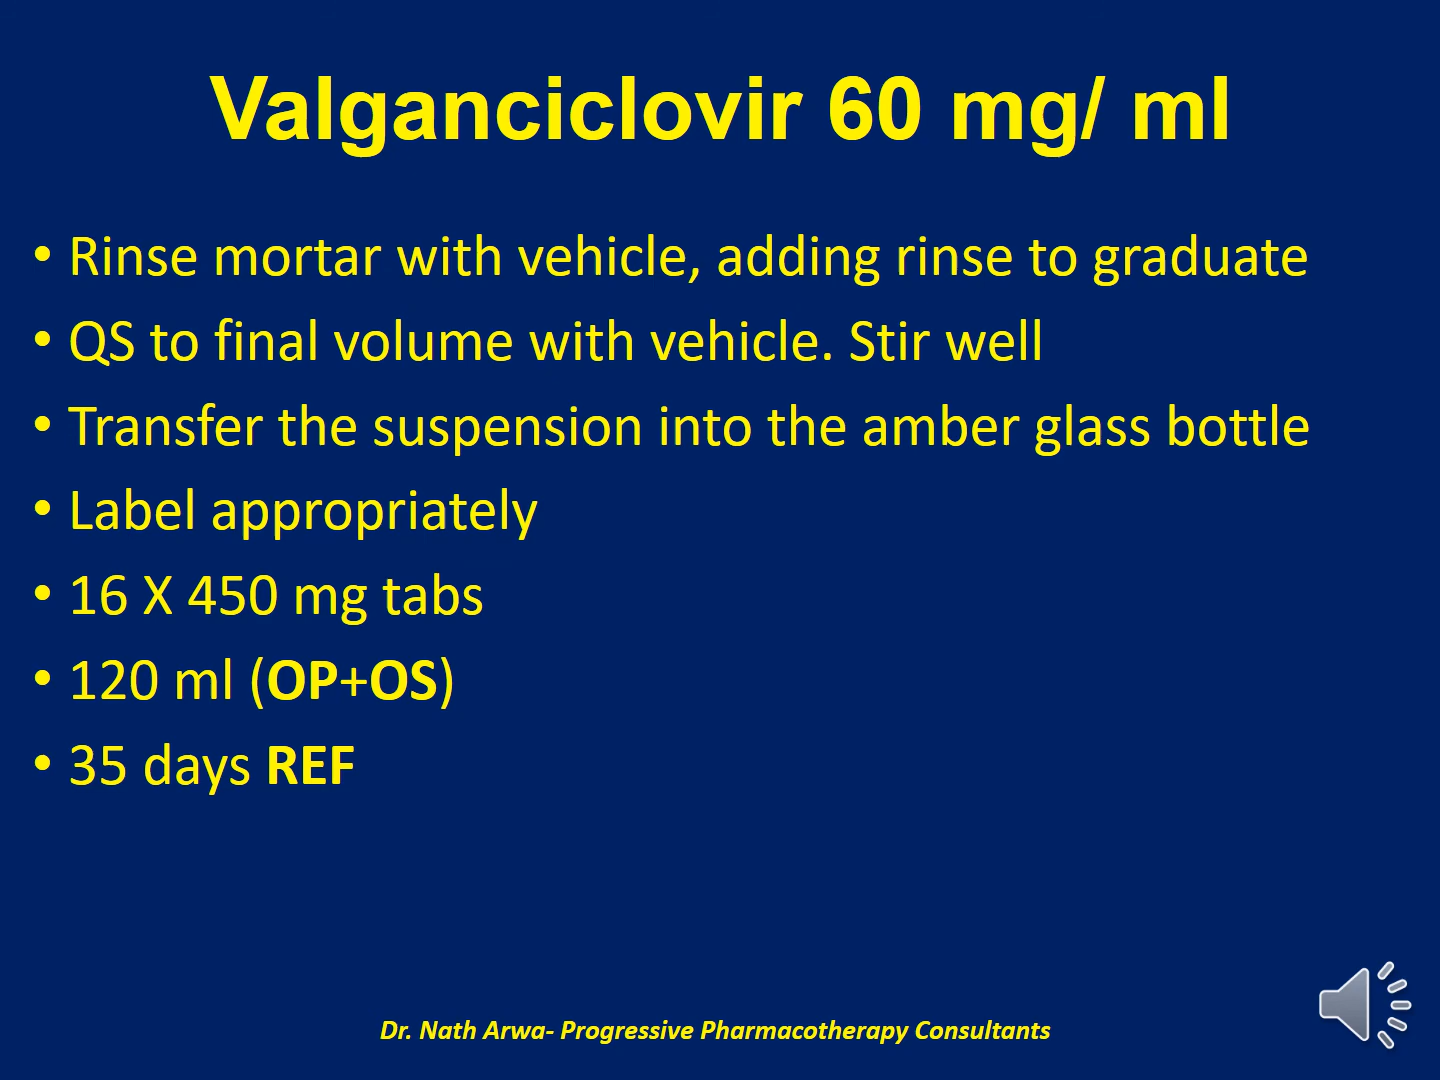 Valganciclovir 60 mg/ ml
• Rinse mortar with vehicle, adding rinse to graduate
• QS to final volume with vehicle. Stir well
• Transfer the suspension into the amber glass bottle
• Label appropriately
• 16 X 450 mg tabs
• 120 ml (OP+OS)
• 35 days REF
Dr. Nath Arwa- Progressive Pharmacotherapy Consultants